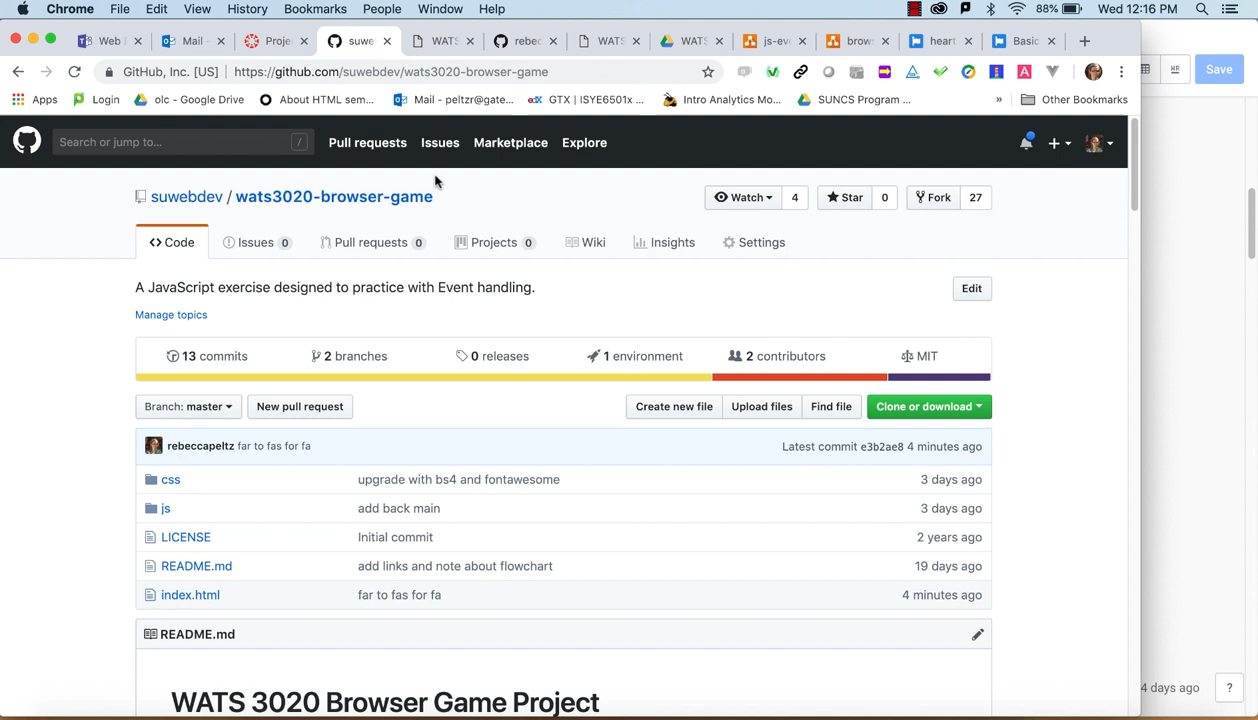 Chrome File Edit View History Bookmarks People Window Help 88% Wed 12:16 PM
Web Mail - Projec suwe WATS rebec WATS WATS js-ev brow heart Basic
GitHub, Inc. [US] https://github.com/suwebdev/wats3020-browser-game
Save
Apps Login olc - Google Drive About HTML sem... Mail - peltzr@gate... GTX | ISYE6501x ... Intro Analytics Mo... SUNCS Program ... » Other Bookmarks
Search or jump to... / Pull requests Issues Marketplace Explore
suwebdev / wats3020-browser-game Watch 4 Star 0 Fork 27
Code Issues 0 Pull requests 0 Projects 0 Wiki Insights Settings
A JavaScript exercise designed to practice with Event handling. Edit
Manage topics
13 commits 2 branches 0 releases 1 environment 2 contributors MIT
Branch: master New pull request Create new file Upload files Find file Clone or download
rebeccapeltz far to fas for fa Latest commit e3b2ae8 4 minutes ago
css upgrade with bs4 and fontawesome 3 days ago
js add back main 3 days ago
LICENSE Initial commit 2 years ago
README.md add links and note about flowchart 19 days ago
index.html far to fas for fa 4 minutes ago
README.md
4 days ago ?
WATS 3020 Browser Game Project